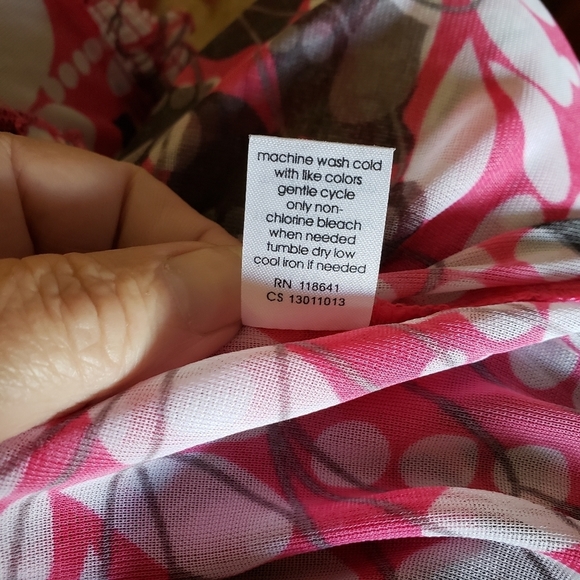 machine wash cold
with like colors
gentle cycle
only non-
chlorine bleach
when needed
tumble dry low
cool iron if needed
RN 118641
CS 13011013